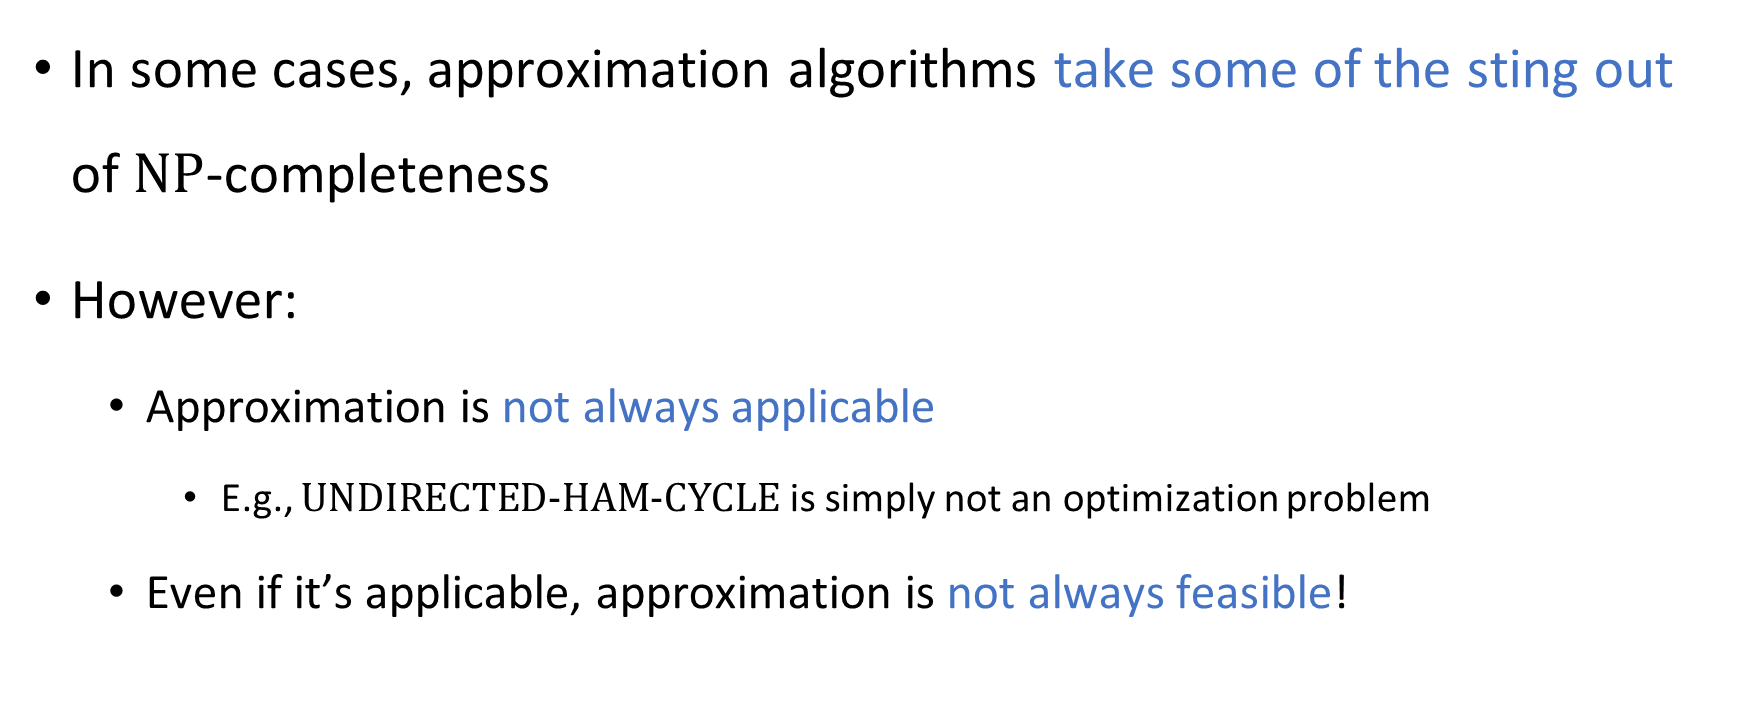 • In some cases, approximation algorithms take some of the sting out
of NP-completeness
• However:
• Approximation is not always applicable
• E.g., UNDIRECTED-HAM-CYCLE is simply not an optimization problem
• Even if it’s applicable, approximation is not always feasible!